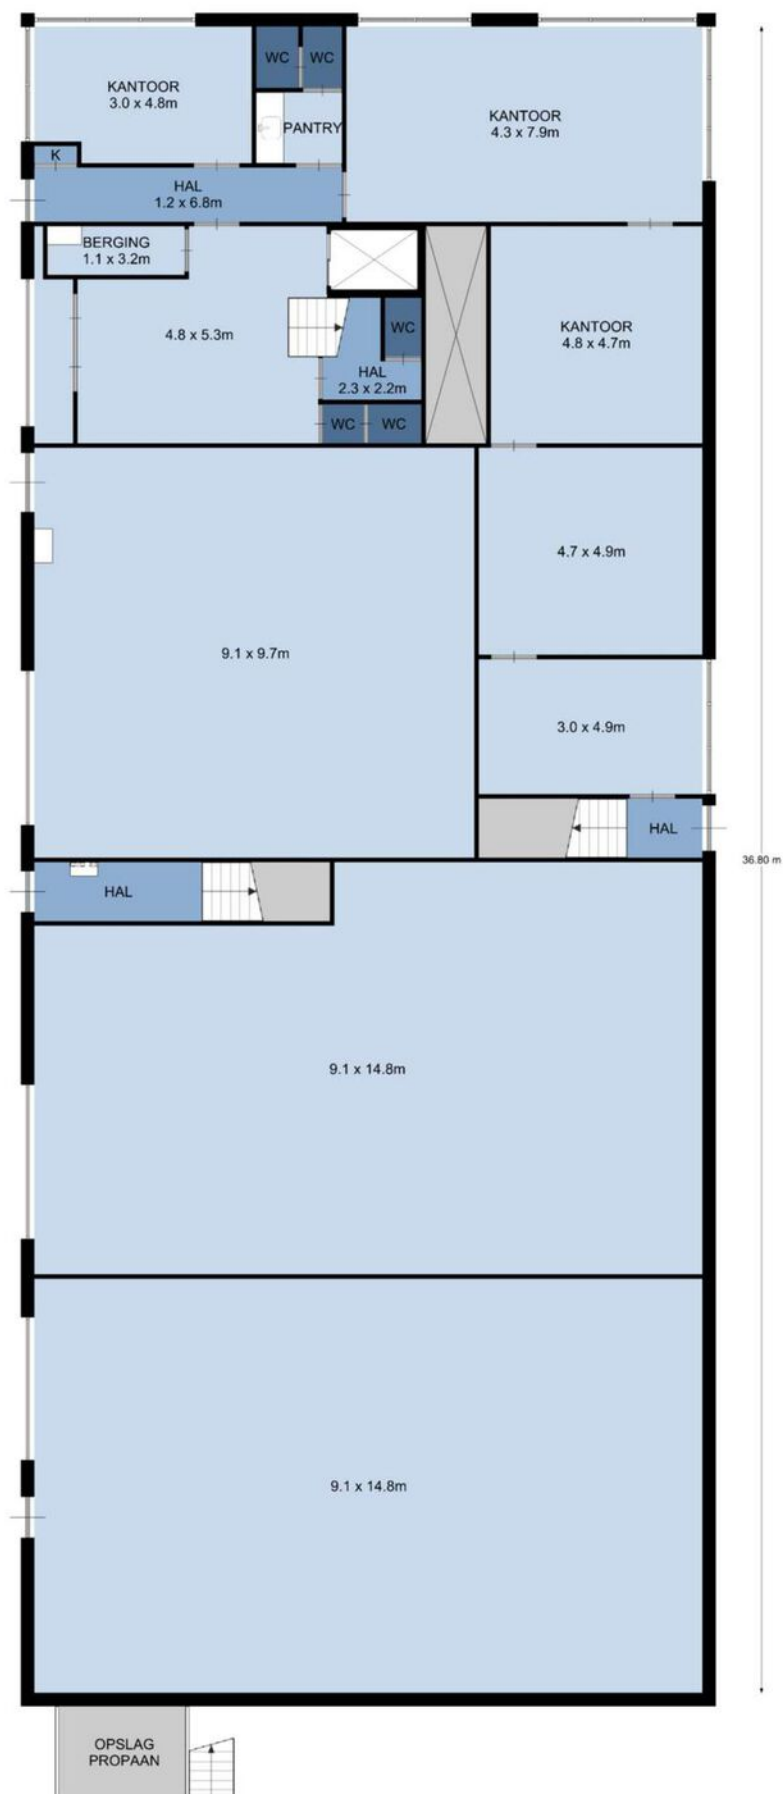 WC
WC
KANTOOR
3.0 x 4.8m
KANTOOR
4.3 x 7.9m
PANTRY
K
HAL
1.2 x 6.8m
BERGING
1.1 x 3.2m
4.8 x 5.3m
WC
KANTOOR
4.8 x 4.7m
HAL
2.3 x 2.2m
WC
WC
4.7 x 4.9m
9.1 x 9.7m
3.0 x 4.9m
HAL
36.80 m
HAL
9.1 x 14.8m
9.1 x 14.8m
OPSLAG
PROPAAN